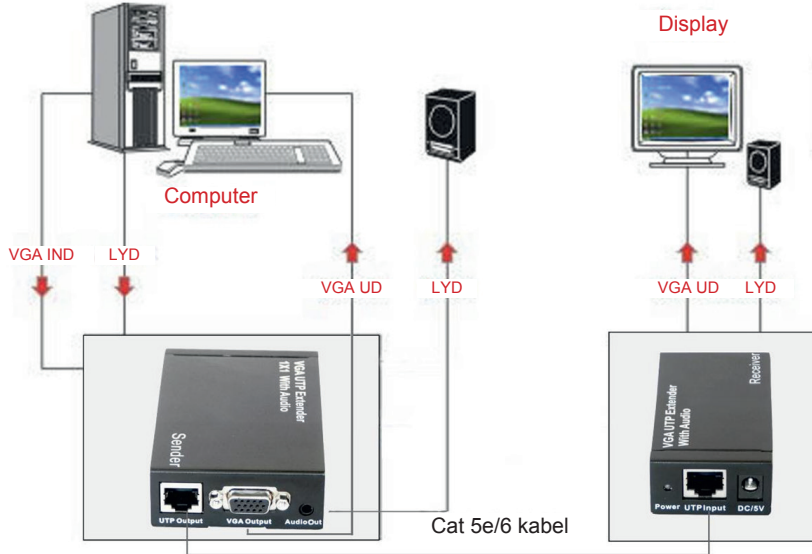 Display
Computer
VGA IND
LYD
VGA UD
LYD
VGA UD
LYD
VGA UTP Extender
1X1 With Audio
Sender
UTP Output
VGA Output
AudioOut
Cat 5e/6 kabel
Receiver
VGA UTP Extender
With Audio
Power
UTP Input
DC/5V